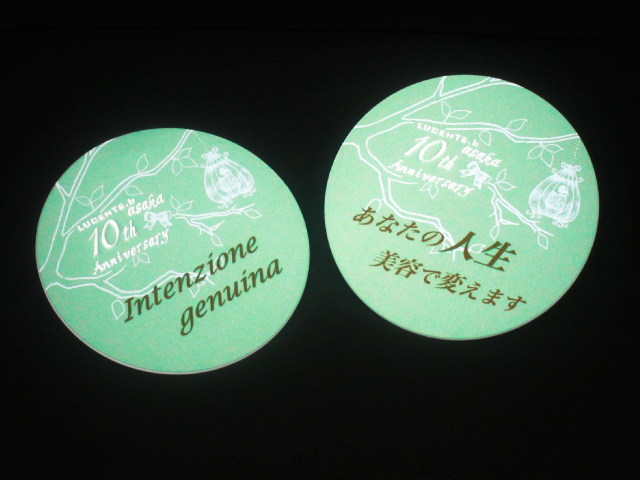 LUCENTE.b
asaka
10th
Anniversary
Intenzione
genuina
LUCENTE.b
asaka
10th
Anniversary
あなたの人生
美容で変えます